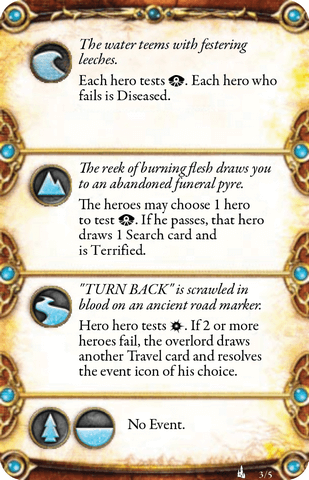 The water teems with festering
leeches.
Each hero tests . Each hero who
fails is Diseased.
The reek of burning flesh draws you
to an abandoned funeral pyre.
The heroes may choose 1 hero
to test . If he passes, that hero
draws 1 Search card and
is Terrified.
"TURN BACK" is scrawled in
blood on an ancient road marker.
Hero hero tests . If 2 or more
heroes fail, the overlord draws
another Travel card and resolves
the event icon of his choice.
No Event.
3/5